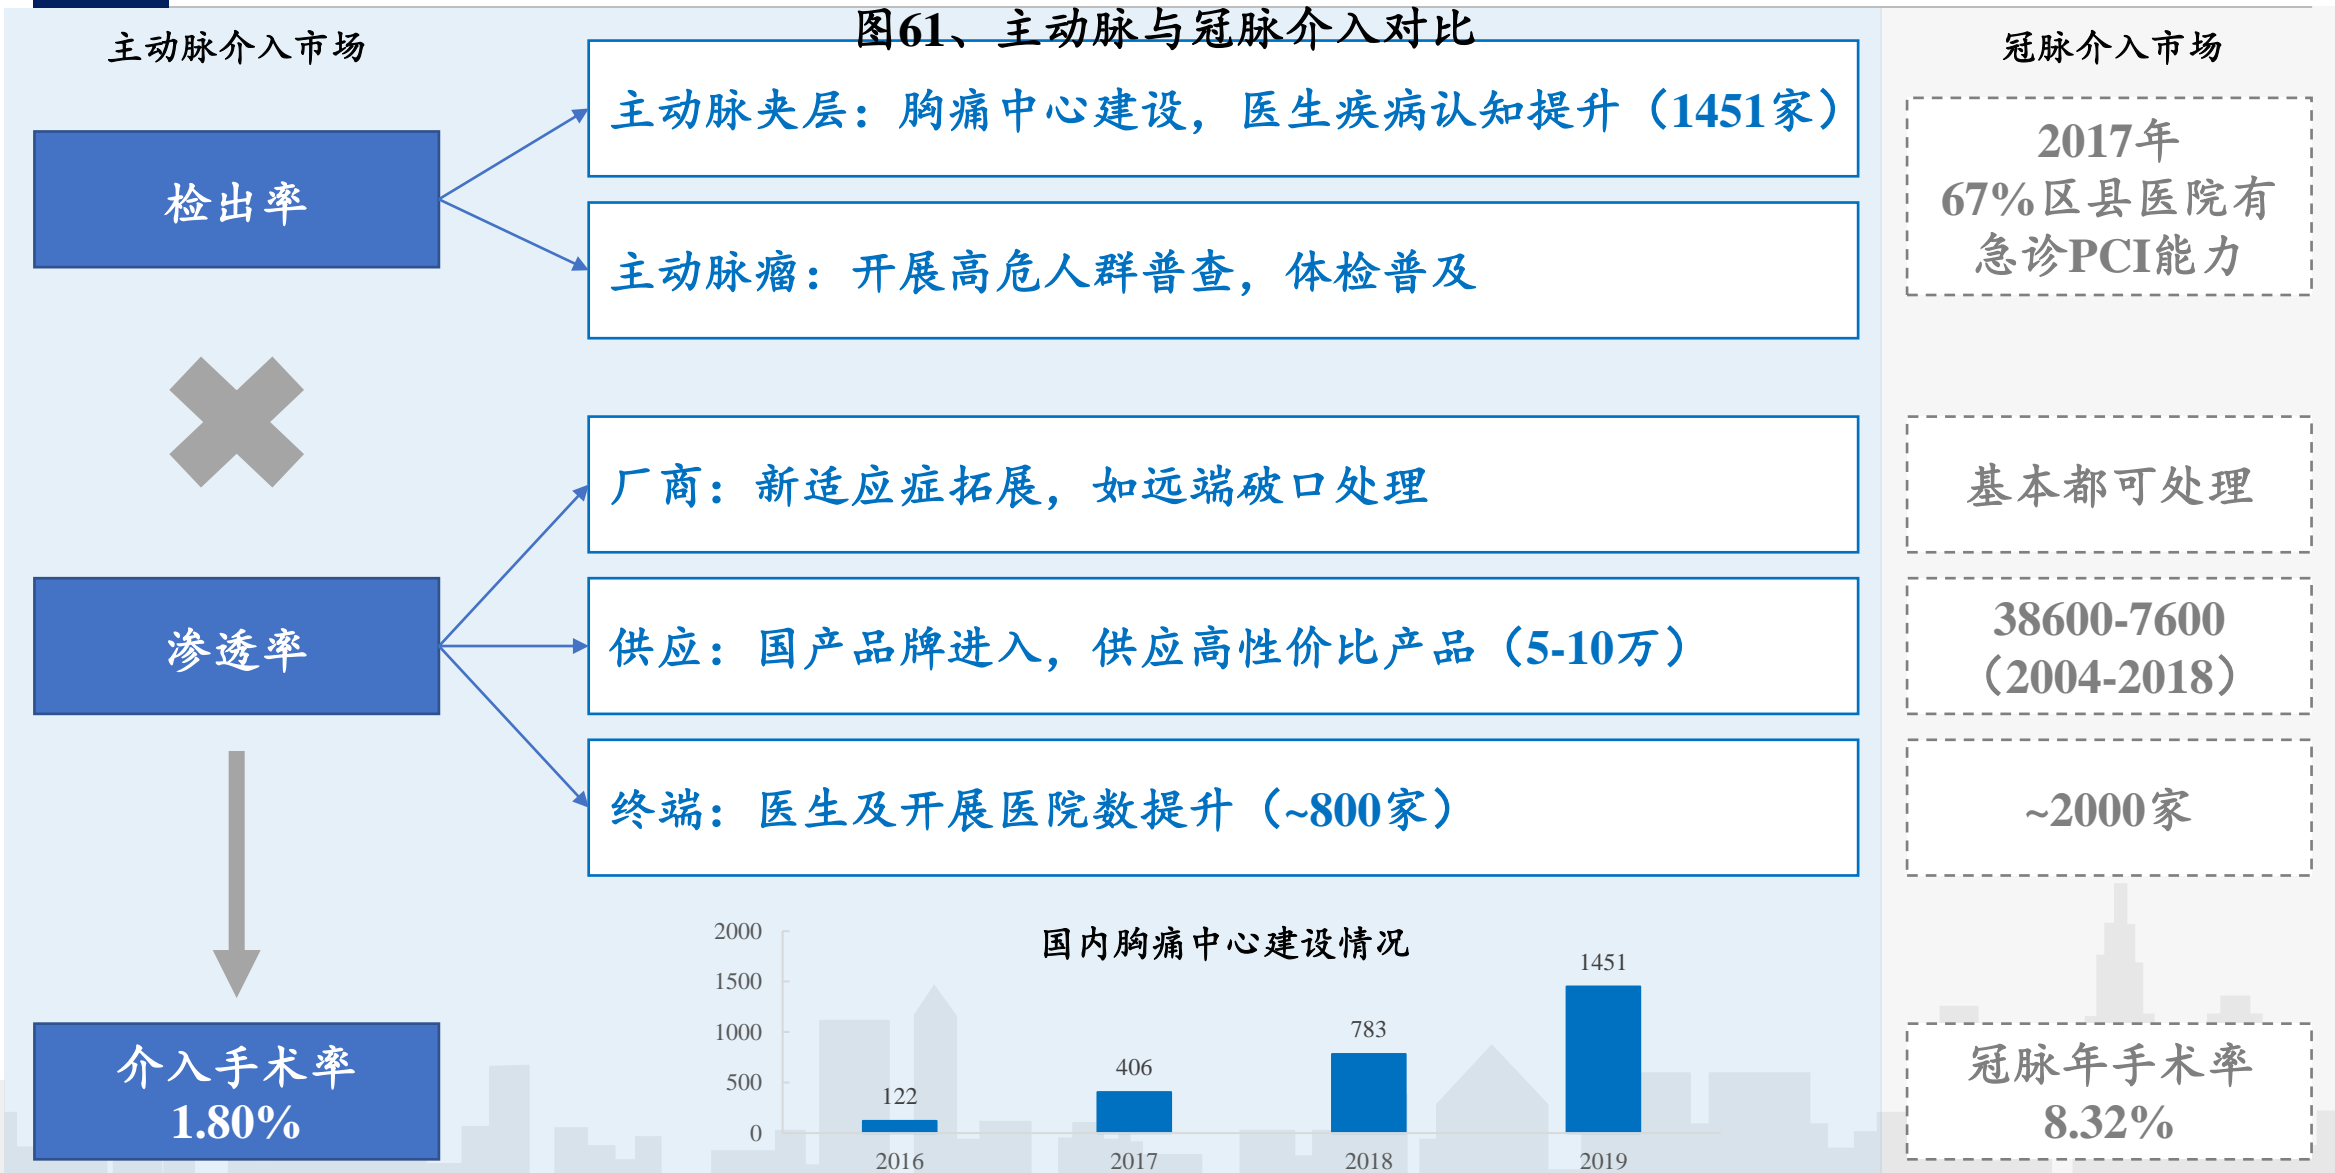 图61、主动脉与冠脉介入对比
主动脉介入市场
冠脉介入市场
检出率
主动脉夹层：胸痛中心建设，医生疾病认知提升（1451家）
主动脉瘤：开展高危人群普查，体检普及
2017年
67%区县医院有
急诊PCI能力
渗透率
厂商：新适应症拓展，如远端破口处理
基本都可处理
供应：国产品牌进入，供应高性价比产品（5-10万）
38600-7600
（2004-2018）
终端：医生及开展医院数提升（~800家）
~2000家
介入手术率
1.80%
国内胸痛中心建设情况
2000
1500
1000
500
0
122
406
783
1451
2016
2017
2018
2019
冠脉年手术率
8.32%